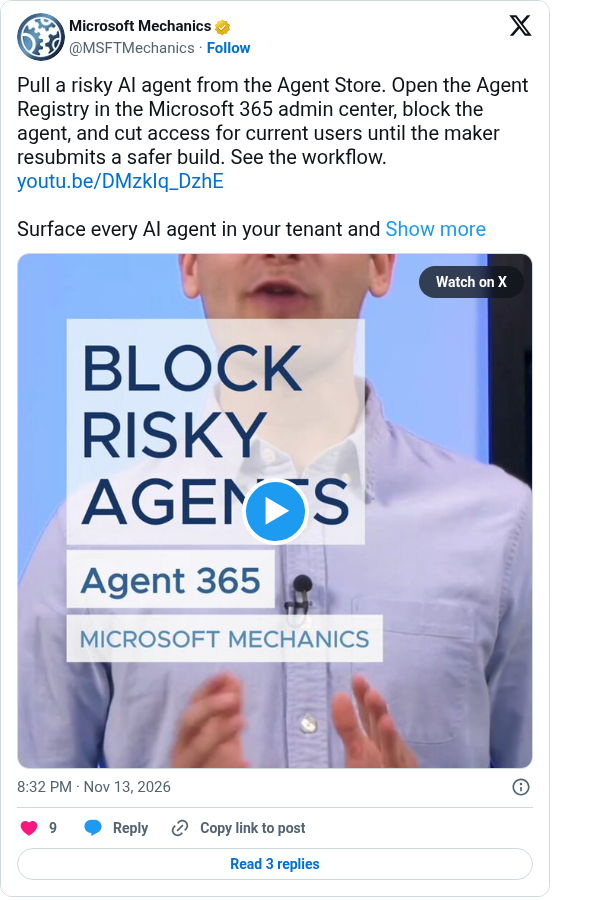 Microsoft Mechanics
@MSFTMechanics · Follow
Pull a risky AI agent from the Agent Store. Open the Agent
Registry in the Microsoft 365 admin center, block the
agent, and cut access for current users until the maker
resubmits a safer build. See the workflow.
youtu.be/DMzkIq_DzhE
Surface every AI agent in your tenant and Show more
Watch on X
BLOCK
RISKY
AGENTS
Agent 365
MICROSOFT MECHANICS
8:32 PM · Nov 13, 2026
9 Reply Copy link to post
Read 3 replies